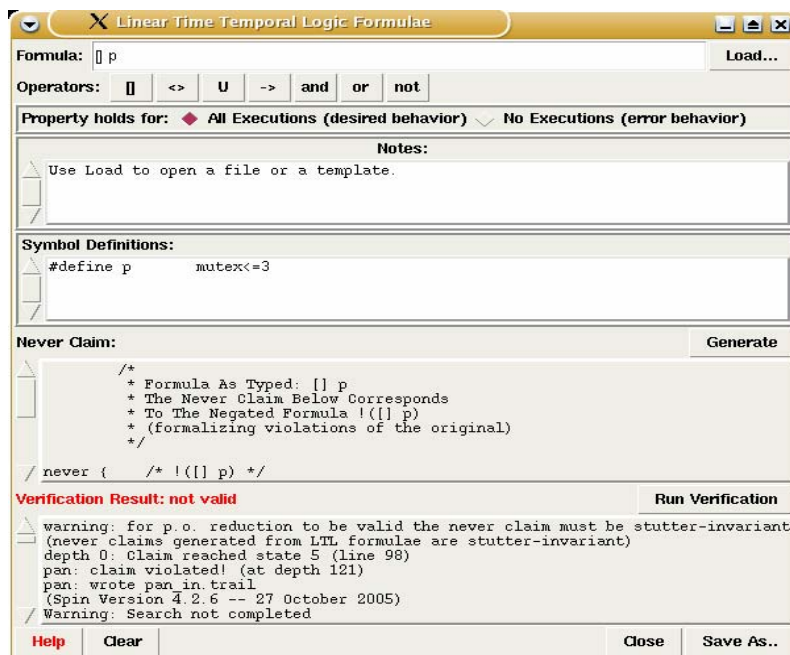 X Linear Time Temporal Logic Formulae
Formula: [] p Load...
Operators: [] <> U -> and or not
Property holds for: All Executions (desired behavior) No Executions (error behavior)
Notes:
Use Load to open a file or a template.
Symbol Definitions:
#define p mutex<=3
Never Claim: Generate
/*
* Formula As Typed: [] p
* The Never Claim Below Corresponds
* To The Negated Formula !([] p)
* (formalizing violations of the original)
*/
never { /* !([] p) */
Verification Result: not valid Run Verification
warning: for p.o. reduction to be valid the never claim must be stutter-invariant
(never claims generated from LTL formulae are stutter-invariant)
depth 0: Claim reached state 5 (line 98)
pan: claim violated! (at depth 121)
pan: wrote pan_in.trail
(Spin Version 4.2.6 -- 27 October 2005)
Warning: Search not completed
Help Clear Close Save As..